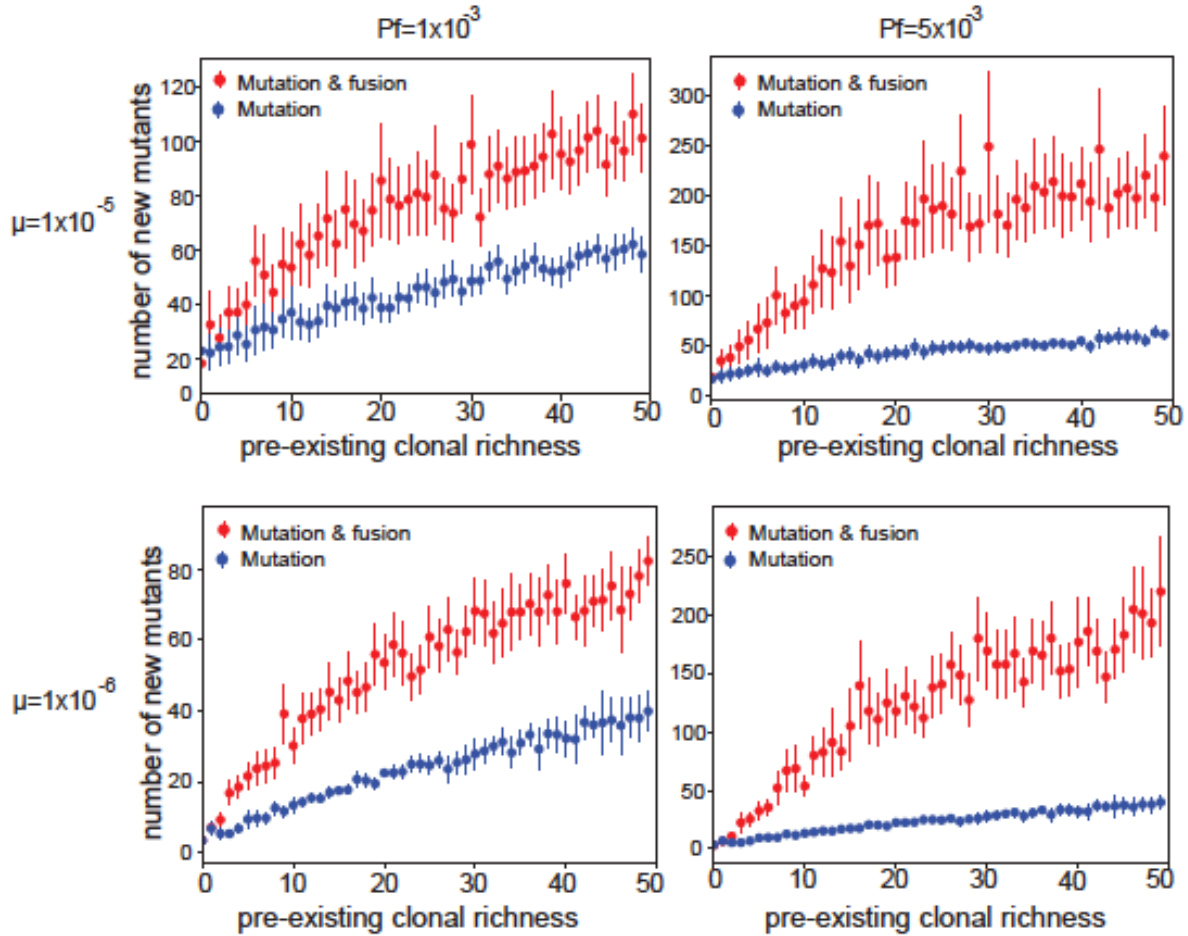 Pf=1x10-3
Pf=5x10-3
μ=1x10-5
number of new mutants
120
100
80
60
40
20
0
Mutation & fusion
Mutation
0 10 20 30 40 50
pre-existing clonal richness
300
250
200
150
100
50
0
Mutation & fusion
Mutation
0 10 20 30 40 50
pre-existing clonal richness
μ=1x10-6
number of new mutants
80
60
40
20
0
Mutation & fusion
Mutation
0 10 20 30 40 50
pre-existing clonal richness
250
200
150
100
50
0
Mutation & fusion
Mutation
0 10 20 30 40 50
pre-existing clonal richness